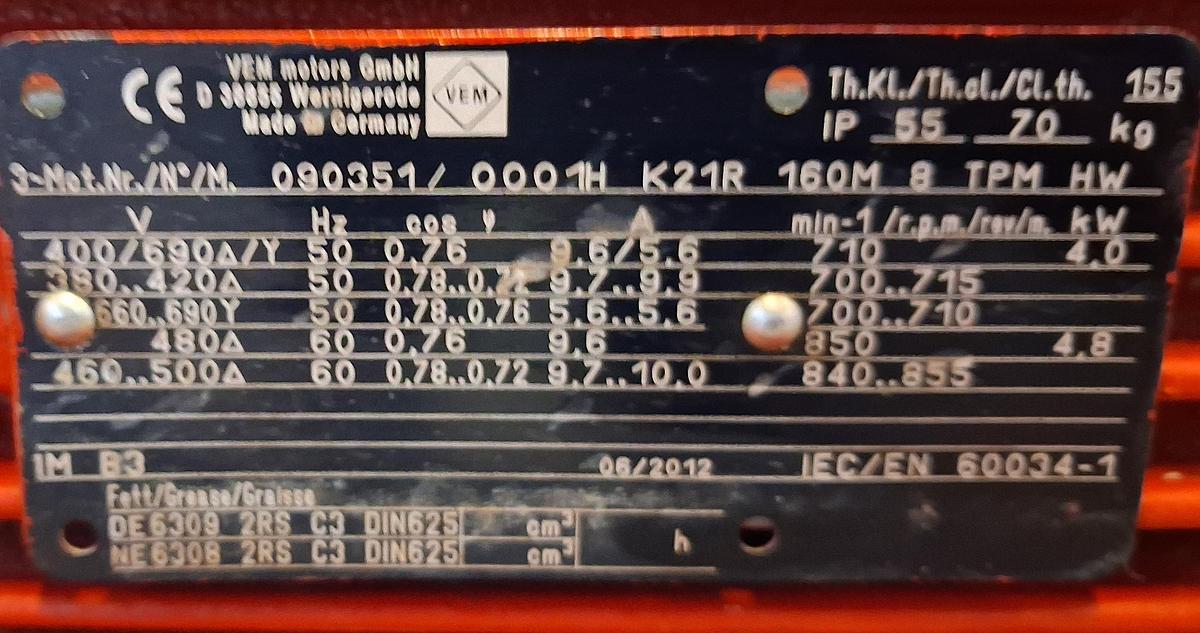 CE VEM motors GmbH VEM Th.Kl./Th.cl./Cl.th. 155
D Wernigerode
Made in Germany IP 55 70 kg
3~Mot.Nr./N°/M. 090351/ 0001H K21R 160M 8 TPM HW
V Hz cos φ A min-1 /r.p.m./rev/m. kW
400/690Δ/Y 50 0,76 9,6/5,6 710 4,0
380..420Δ 50 0,78..0,72 9,7..9,9 700..715
660..690Y 50 0,78..0,76 5,6..5,6 700..710
480Δ 60 0,76 9,6 850 4,8
460..500Δ 60 0,78..0,72 9,7..10,0 840..855
IM B3 06/2012 IEC/EN 60034-1
Fett/Grease/Graisse
DE 6309 2RS C3 DIN625 cm³
NE 6308 2RS C3 DIN625 cm³ h